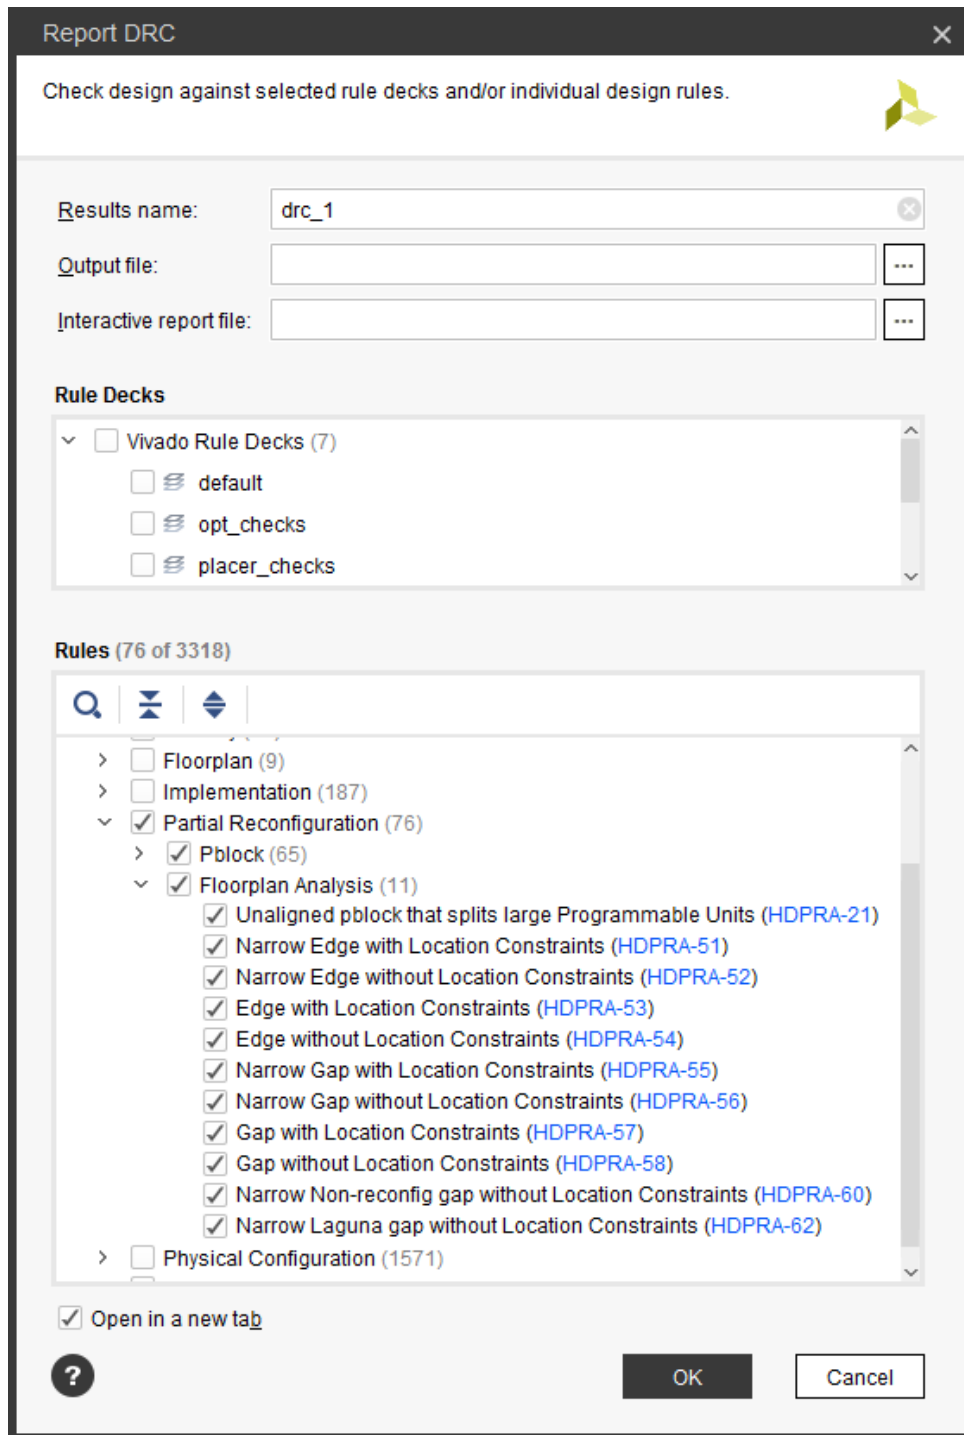 Report DRC
Check design against selected rule decks and/or individual design rules.
Results name: drc_1
Output file: ...
Interactive report file: ...
Rule Decks
Vivado Rule Decks (7)
default
opt_checks
placer_checks
Rules (76 of 3318)
Floorplan (9)
Implementation (187)
Partial Reconfiguration (76)
Pblock (65)
Floorplan Analysis (11)
Unaligned pblock that splits large Programmable Units (HDPRA-21)
Narrow Edge with Location Constraints (HDPRA-51)
Narrow Edge without Location Constraints (HDPRA-52)
Edge with Location Constraints (HDPRA-53)
Edge without Location Constraints (HDPRA-54)
Narrow Gap with Location Constraints (HDPRA-55)
Narrow Gap without Location Constraints (HDPRA-56)
Gap with Location Constraints (HDPRA-57)
Gap without Location Constraints (HDPRA-58)
Narrow Non-reconfig gap without Location Constraints (HDPRA-60)
Narrow Laguna gap without Location Constraints (HDPRA-62)
Physical Configuration (1571)
Open in a new tab
? OK Cancel